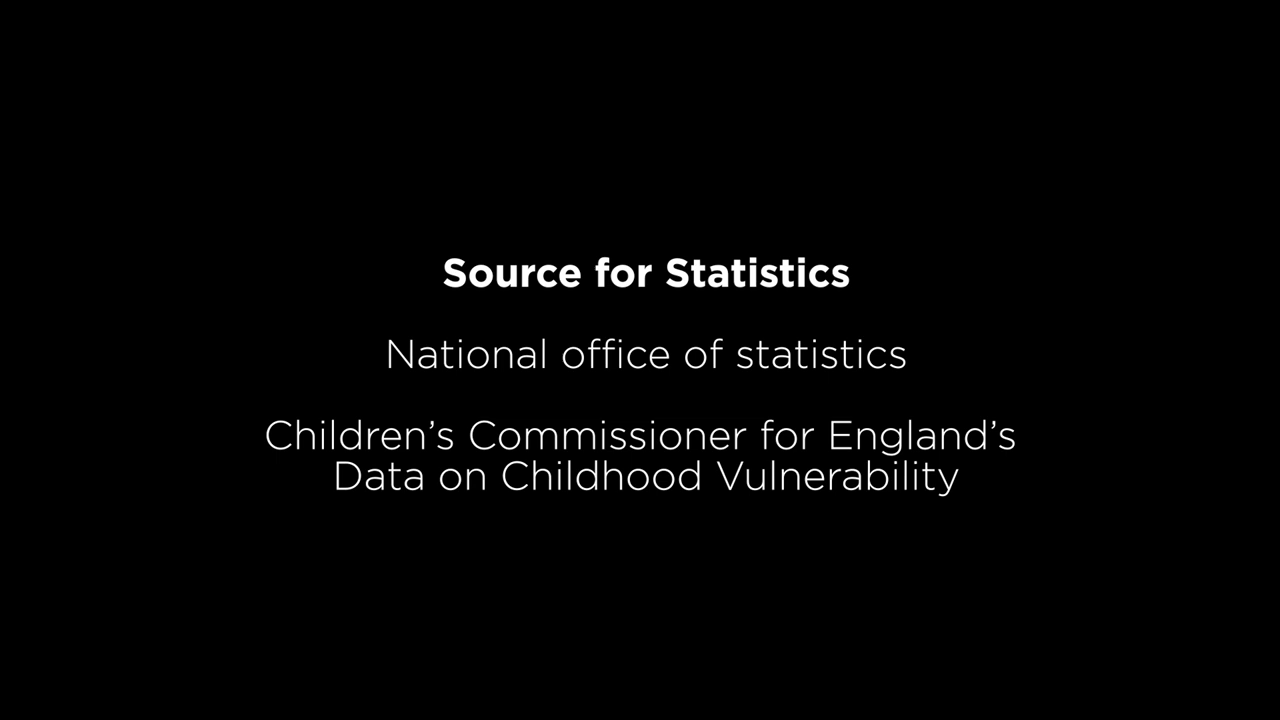 Source for Statistics
National office of statistics
Children’s Commissioner for England’s
Data on Childhood Vulnerability